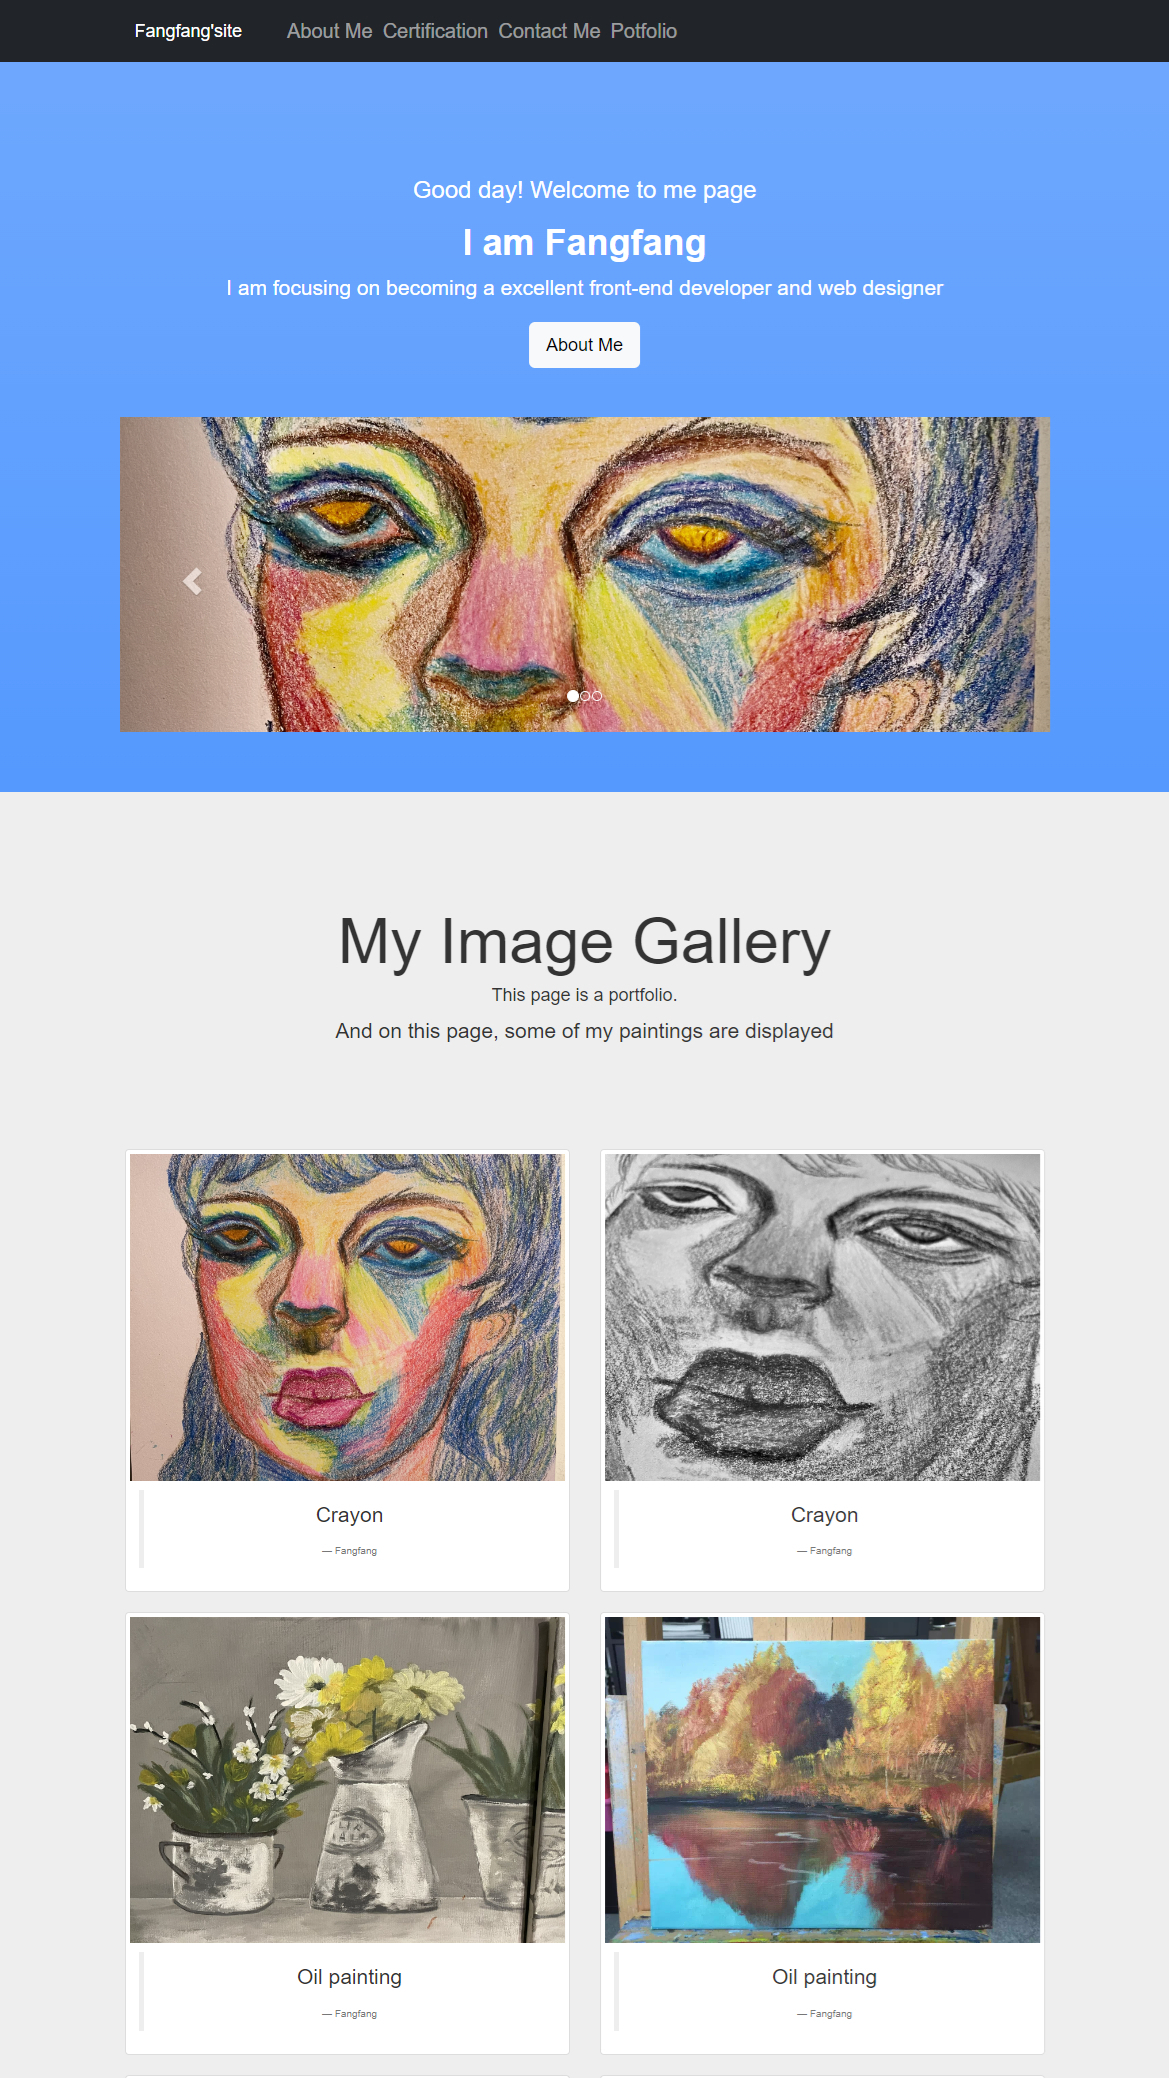 Fangfang'site About Me Certification Contact Me Potfolio
Good day! Welcome to me page
I am Fangfang
I am focusing on becoming a excellent front-end developer and web designer
About Me
My Image Gallery
This page is a portfolio.
And on this page, some of my paintings are displayed
Crayon
— Fangfang
Crayon
— Fangfang
Oil painting
— Fangfang
Oil painting
— Fangfang